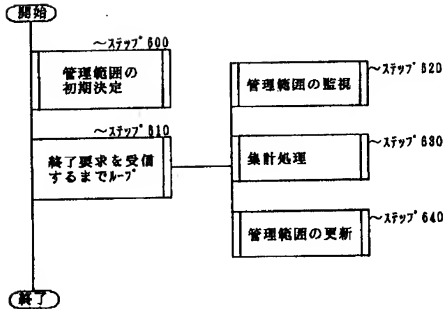 開始
～ステップ600
管理範囲の
初期決定
～ステップ610
終了要求を受信
するまでループ
～ステップ620
管理範囲の監視
～ステップ630
集計処理
～ステップ640
管理範囲の更新
終了